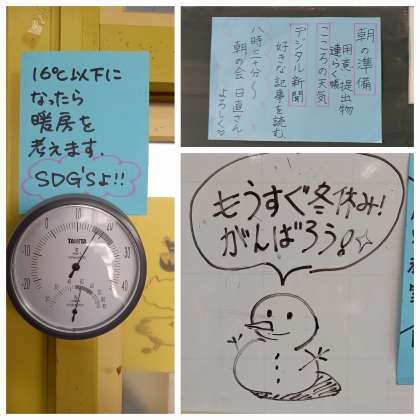 16℃以下に
なったら
暖房を
考えます。
SDG'Sよ!!
TANITA
朝の準備
用意 提出物
連らく帳
こころの天気
デジタル新聞
好きな記事を読む。
八時二十分〜
朝の会 日直さん
よろしく♡
もうすぐ冬休み!
がんばろう!☆